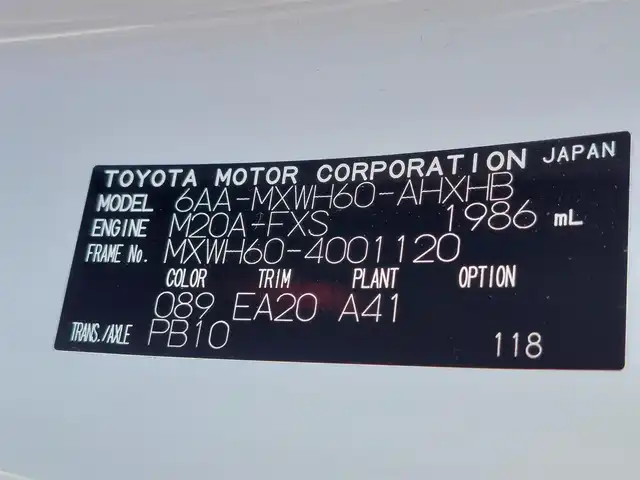 TOYOTA MOTOR CORPORATION JAPAN
MODEL 6AA-MXWH60-AHXHB
ENGINE M20A-FXS 1986 mL
FRAME No. MXWH60-4001120
COLOR TRIM PLANT OPTION
089 EA20 A41
TRANS./AXLE PB10 118